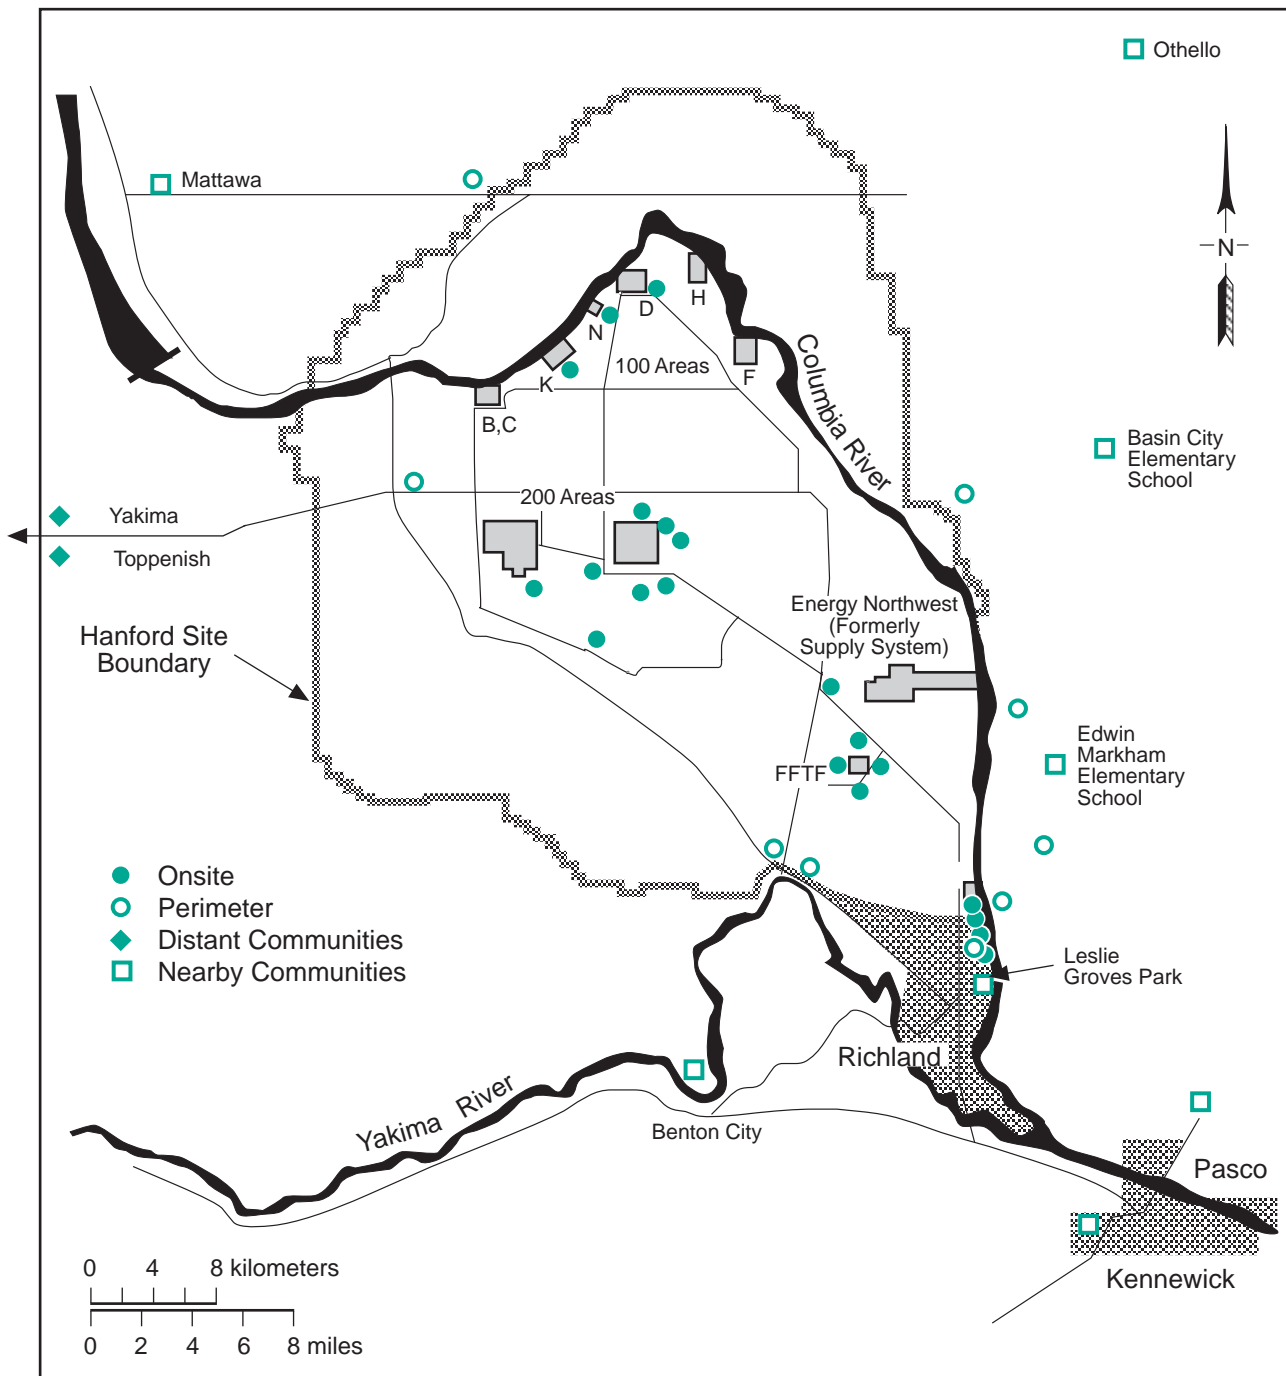 Othello
Mattawa
N
H
D
N
100 Areas
F
K
Columbia River
B,C
Basin City
Elementary
School
200 Areas
Yakima
Toppenish
Energy Northwest
(Formerly
Supply System)
Hanford Site
Boundary
Edwin
Markham
Elementary
School
FFTF
Onsite
Perimeter
Distant Communities
Nearby Communities
Leslie
Groves Park
Richland
Yakima River
Benton City
Pasco
Kennewick
0 4 8 kilometers
0 2 4 6 8 miles